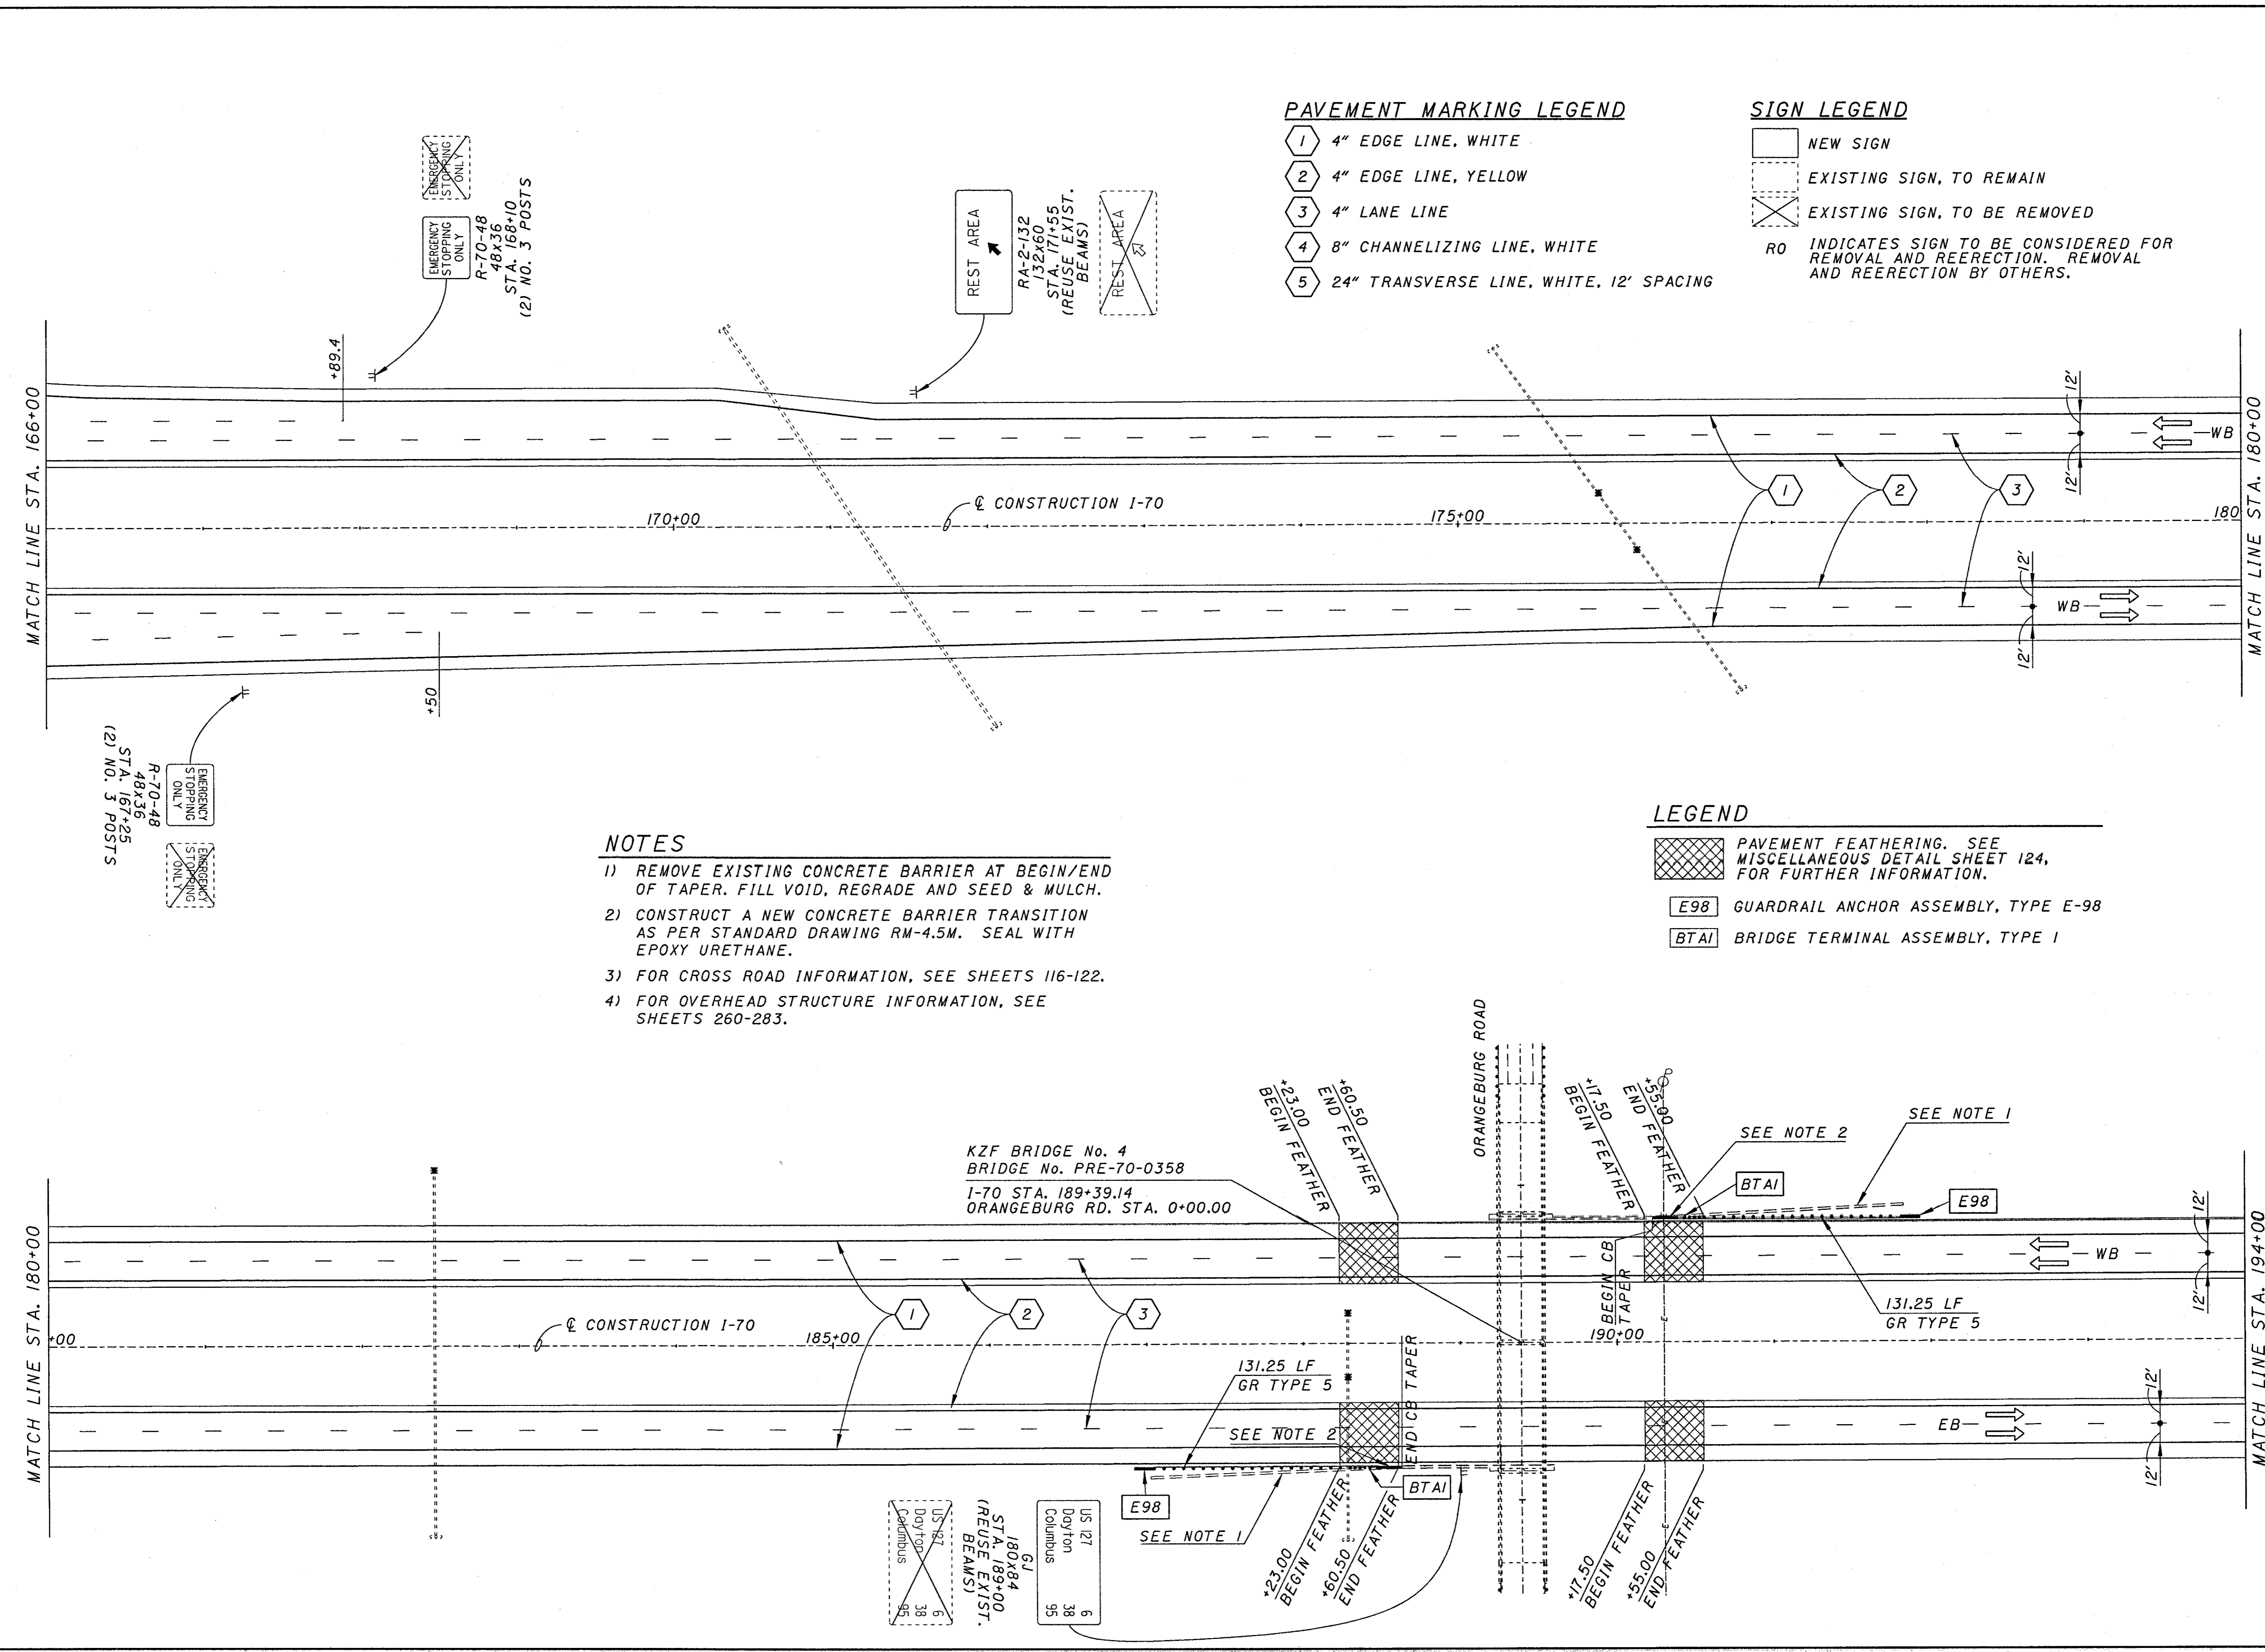 PAVEMENT MARKING LEGEND
1 4" EDGE LINE, WHITE
2 4" EDGE LINE, YELLOW
3 4" LANE LINE
4 8" CHANNELIZING LINE, WHITE
5 24" TRANSVERSE LINE, WHITE, 12' SPACING
SIGN LEGEND
NEW SIGN
EXISTING SIGN, TO REMAIN
EXISTING SIGN, TO BE REMOVED
RO INDICATES SIGN TO BE CONSIDERED FOR
REMOVAL AND REERECTION. REMOVAL
AND REERECTION BY OTHERS.
EMERGENCY
STOPPING
ONLY
EMERGENCY
STOPPING
ONLY
R-70-48
48x36
STA. 168+10
(2) NO. 3 POSTS
REST AREA
RA-2-132
132x60
STA. 171+55
(REUSE EXIST.
BEAMS)
REST AREA
MATCH LINE STA. 166+00
+89.4
12'
12'
WB
MATCH LINE STA. 180+00
1
2
3
℄ CONSTRUCTION I-70
170+00
175+00
180
12'
12'
WB
+50
R-70-48
48x36
STA. 167+25
(2) NO. 3 POSTS
EMERGENCY
STOPPING
ONLY
EMERGENCY
STOPPING
ONLY
NOTES
1) REMOVE EXISTING CONCRETE BARRIER AT BEGIN/END
OF TAPER. FILL VOID, REGRADE AND SEED & MULCH.
2) CONSTRUCT A NEW CONCRETE BARRIER TRANSITION
AS PER STANDARD DRAWING RM-4.5M. SEAL WITH
EPOXY URETHANE.
3) FOR CROSS ROAD INFORMATION, SEE SHEETS 116-122.
4) FOR OVERHEAD STRUCTURE INFORMATION, SEE
SHEETS 260-283.
LEGEND
PAVEMENT FEATHERING. SEE
MISCELLANEOUS DETAIL SHEET 124,
FOR FURTHER INFORMATION.
E98 GUARDRAIL ANCHOR ASSEMBLY, TYPE E-98
BTA1 BRIDGE TERMINAL ASSEMBLY, TYPE 1
KZF BRIDGE No. 4
BRIDGE No. PRE-70-0358
I-70 STA. 189+39.14
ORANGEBURG RD. STA. 0+00.00
+23.00
BEGIN FEATHER
+60.50
END FEATHER
ORANGEBURG ROAD
+17.50
BEGIN FEATHER
+55.00
END FEATHER
SEE NOTE 2
SEE NOTE 1
BTA1
E98
P
131.25 LF
GR TYPE 5
BEGIN CB
TAPER
12'
12'
WB
MATCH LINE STA. 180+00
MATCH LINE STA. 194+00
+00
℄ CONSTRUCTION I-70
185+00
190+00
1
2
3
131.25 LF
GR TYPE 5
SEE NOTE 2
END CB TAPER
E98
SEE NOTE 1
BTA1
12'
12'
EB
+23.00
BEGIN FEATHER
+60.50
END FEATHER
+17.50
BEGIN FEATHER
+55.00
END FEATHER
US 127 6
Dayton 38
Columbus 95
GJ
180x84
STA. 189+00
(REUSE EXIST.
BEAMS)
US 127 6
Dayton 38
Columbus 95